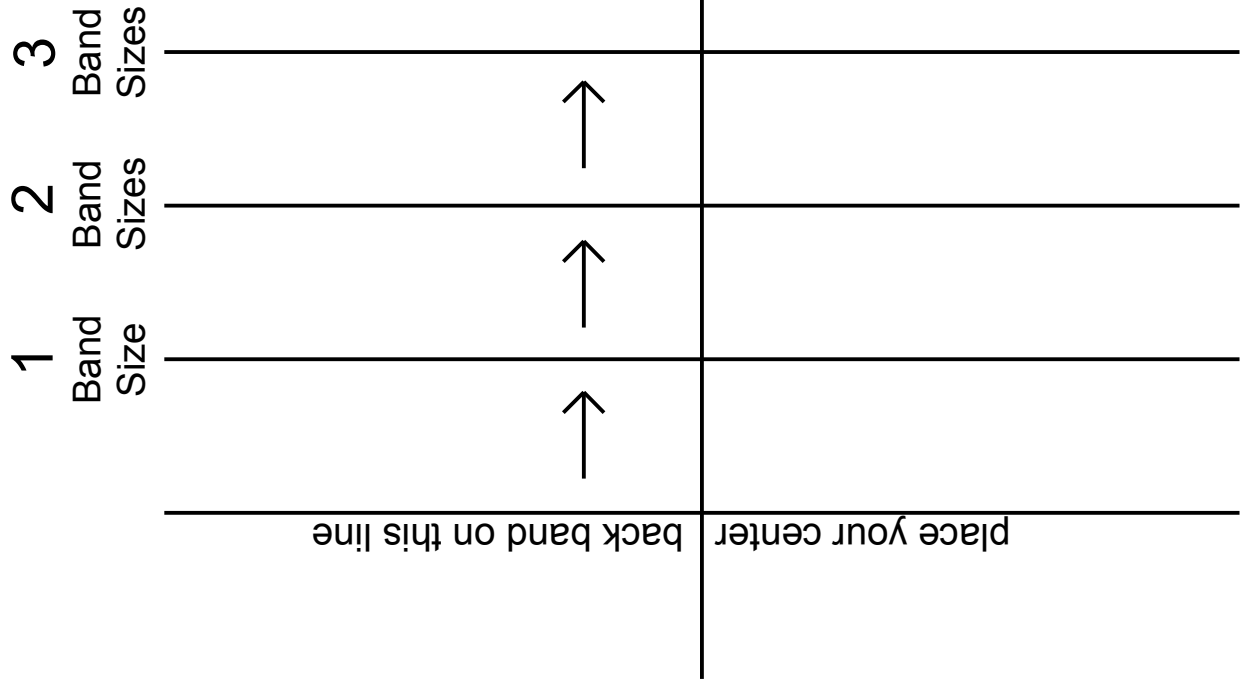 3
Band
Sizes
2
Band
Sizes
1
Band
Size
place your center back band on this line